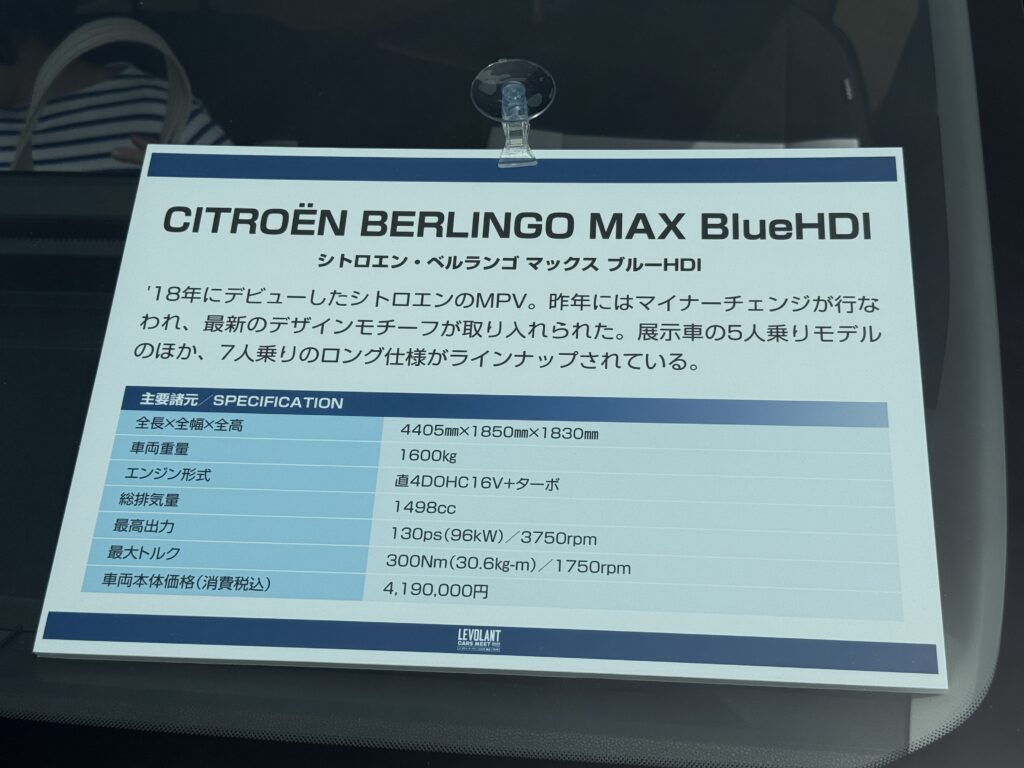 CITROËN BERLINGO MAX BlueHDI
シトロエン・ベルランゴ マックス ブルーHDI
'18年にデビューしたシトロエンのMPV。昨年にはマイナーチェンジが行な
われ、最新のデザインモチーフが取り入れられた。展示車の5人乗りモデル
のほか、7人乗りのロング仕様がラインナップされている。
主要諸元／SPECIFICATION
全長×全幅×全高 4405㎜×1850㎜×1830㎜
車両重量 1600㎏
エンジン形式 直4DOHC16V+ターボ
総排気量 1498cc
最高出力 130ps(96kW)／3750rpm
最大トルク 300Nm(30.6㎏-m)／1750rpm
車両本体価格(消費税込) 4,190,000円
LEVOLANT
CARS MEET